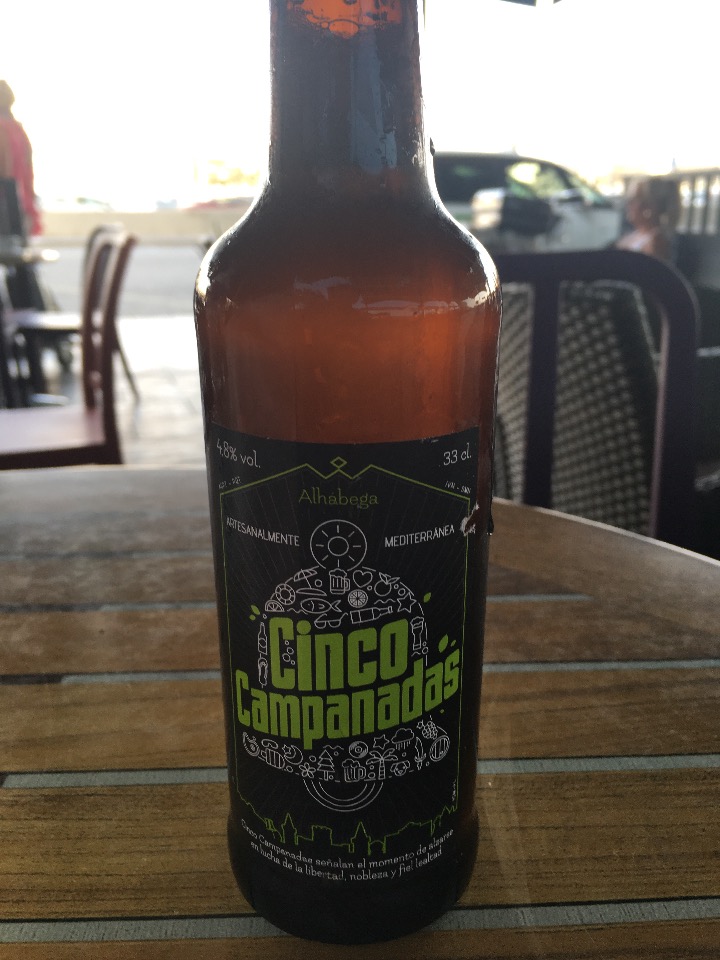 4.8% vol.
33 cl.
Alhábega
ARTESANALMENTE
MEDITERRÁNEA
Cinco
Campanadas
Cinco Campanadas señalan el momento de alzarse
en lucha de la libertad, nobleza y fiel lealtad